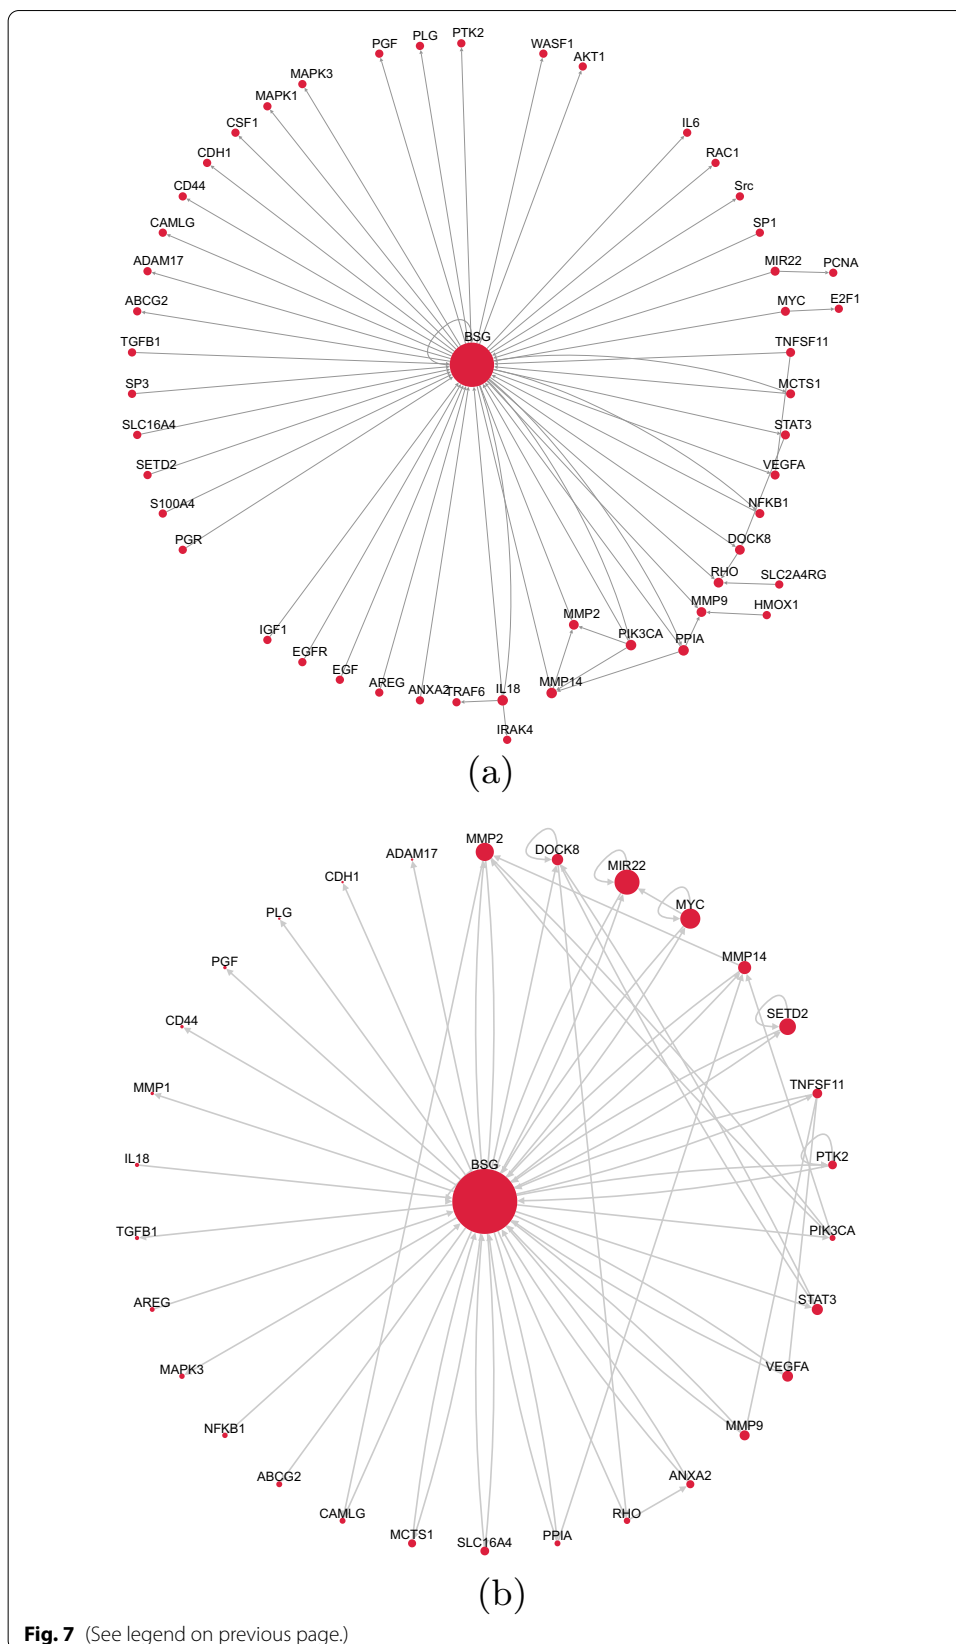 PTK2
PLG
PGF
WASF1
AKT1
MAPK3
MAPK1
CSF1
IL6
CDH1
RAC1
CD44
Src
CAMLG
SP1
ADAM17
MIR22
PCNA
ABCG2
MYC
E2F1
BSG
TGFB1
TNFSF11
SP3
MCTS1
SLC16A4
STAT3
SETD2
VEGFA
S100A4
NFKB1
PGR
DOCK8
RHO
SLC2A4RG
MMP9
HMOX1
MMP2
IGF1
PIK3CA
PPIA
EGFR
EGF
AREG
ANXA2
TRAF6
IL18
MMP14
IRAK4
(a)
MMP2
ADAM17
DOCK8
MIR22
CDH1
PLG
MYC
PGF
MMP14
CD44
SETD2
MMP1
TNFSF11
IL18
BSG
PTK2
TGFB1
PIK3CA
AREG
STAT3
MAPK3
VEGFA
NFKB1
MMP9
ABCG2
ANXA2
CAMLG
RHO
MCTS1
SLC16A4
PPIA
(b)
Fig. 7 (See legend on previous page.)